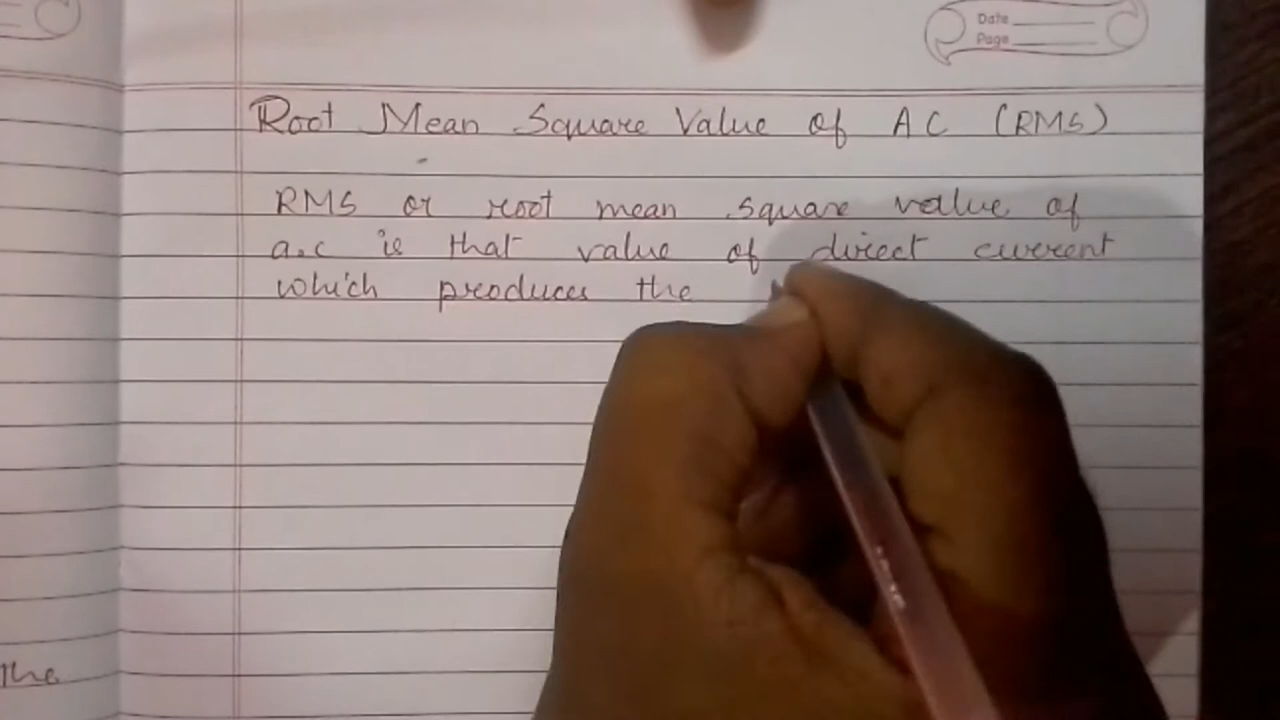 Date
Page
Root Mean Square Value of AC (RMS)
RMS or root mean square value of
a.c is that value of direct current
which produces the
the